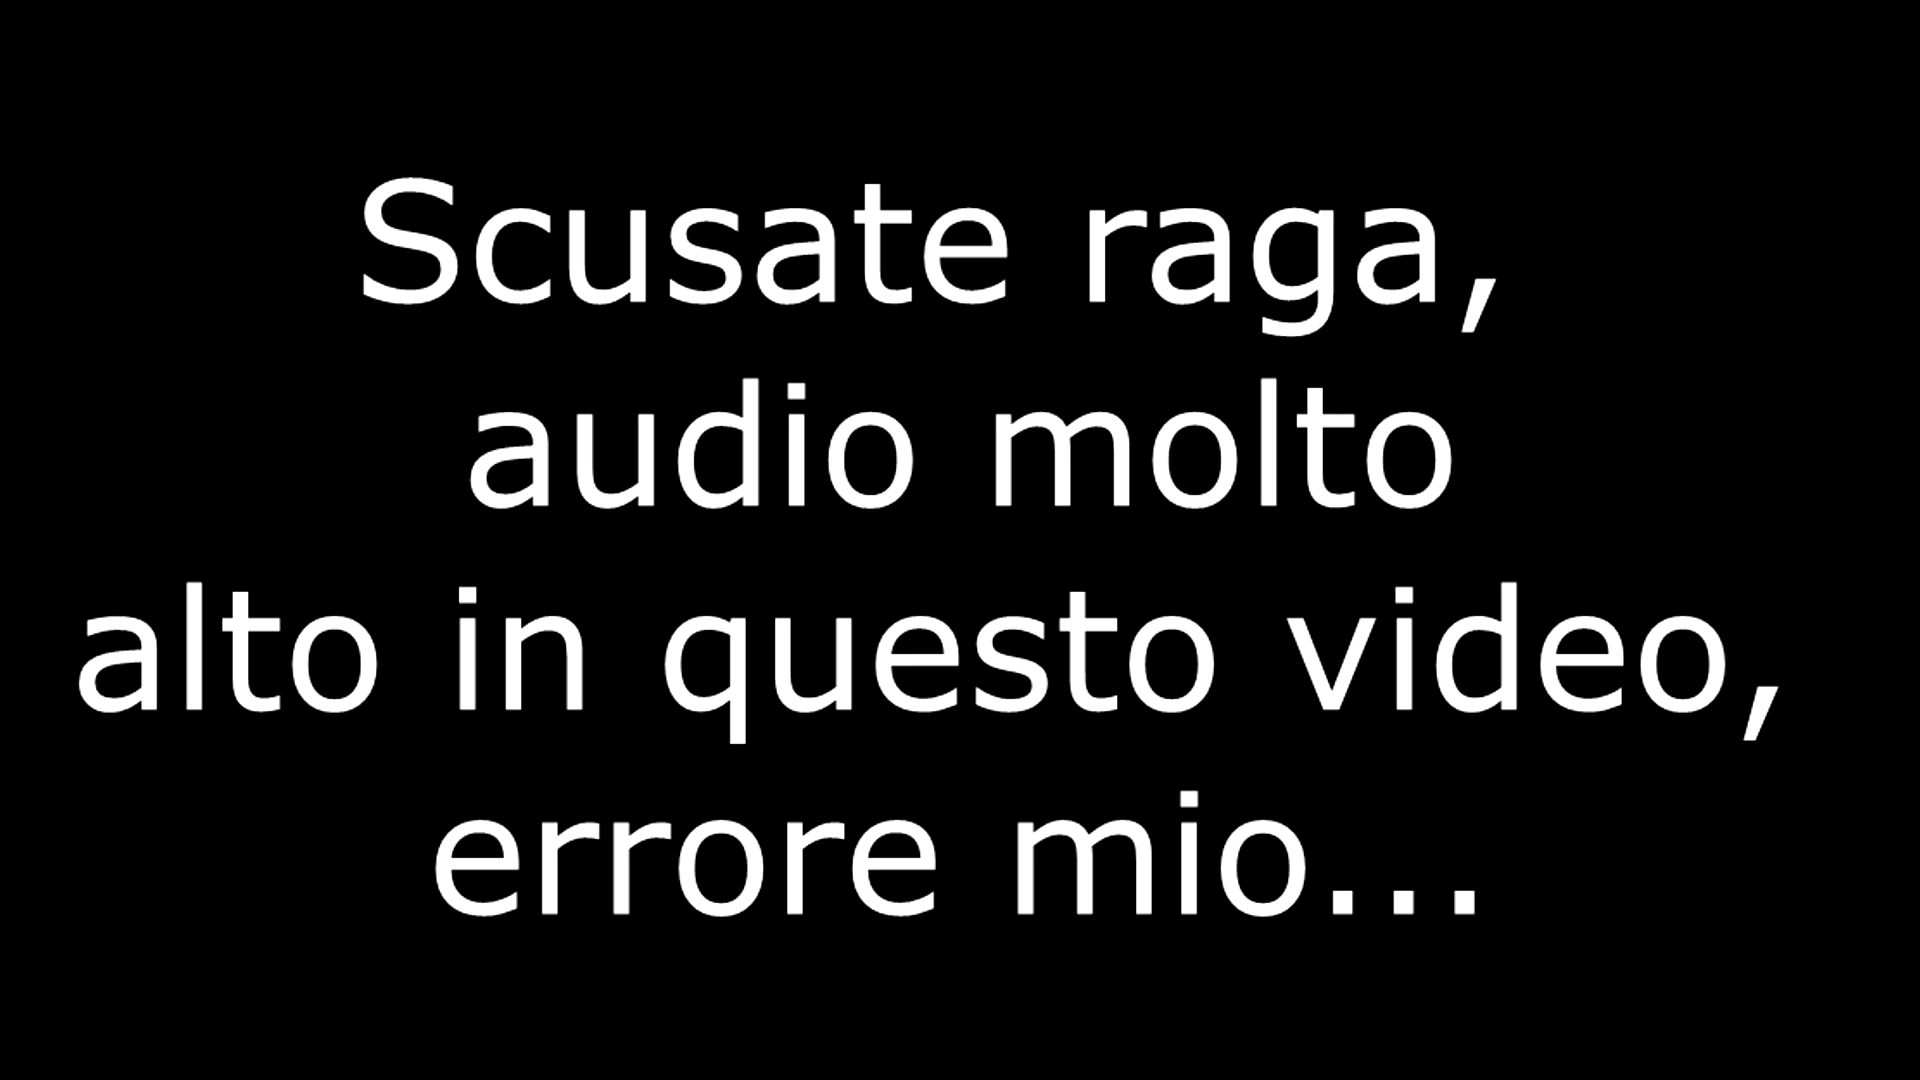 Scusate raga,
audio molto
alto in questo video,
errore mio...